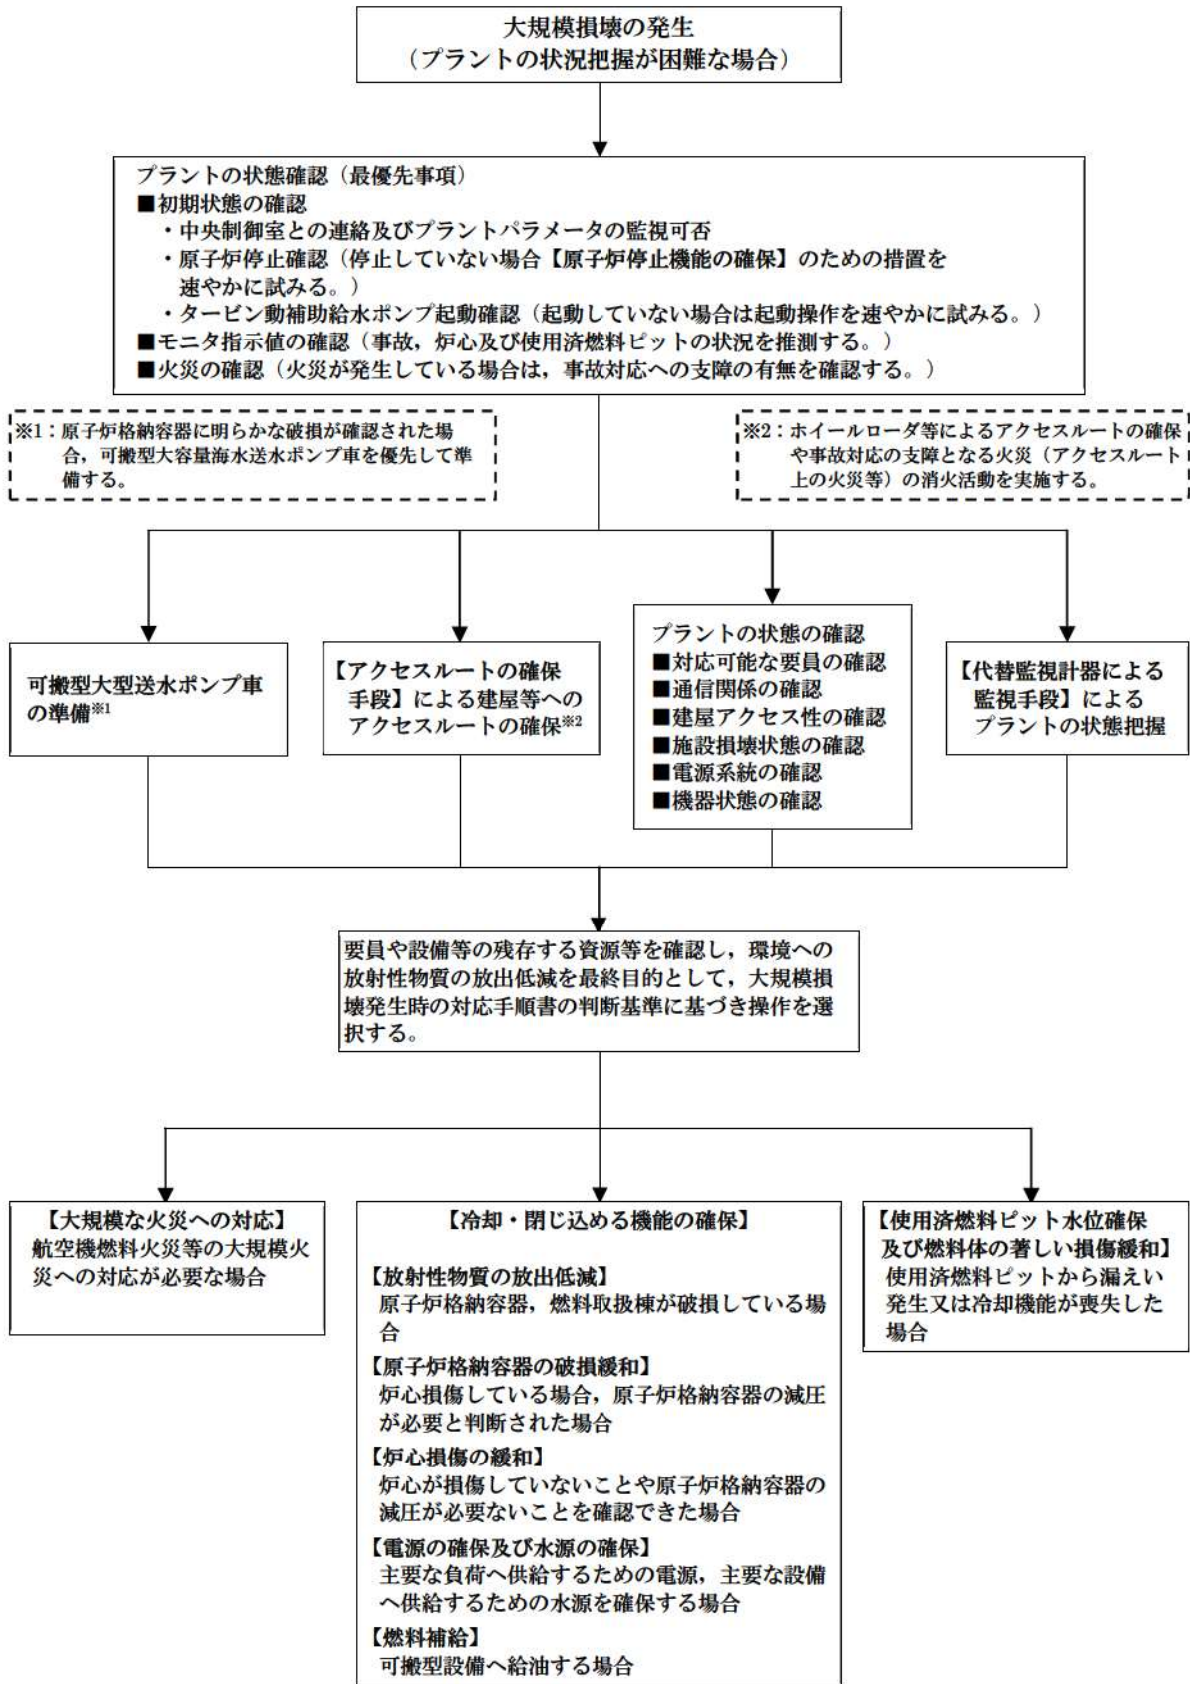 大規模損壊の発生
（プラントの状況把握が困難な場合）
プラントの状態確認（最優先事項）
■初期状態の確認
・中央制御室との連絡及びプラントパラメータの監視可否
・原子炉停止確認（停止していない場合【原子炉停止機能の確保】のための措置を
速やかに試みる。）
・タービン動補助給水ポンプ起動確認（起動していない場合は起動操作を速やかに試みる。）
■モニタ指示値の確認（事故，炉心及び使用済燃料ピットの状況を推測する。）
■火災の確認（火災が発生している場合は，事故対応への支障の有無を確認する。）
※1：原子炉格納容器に明らかな破損が確認された場
合，可搬型大容量海水送水ポンプ車を優先して準
備する。
※2：ホイールローダ等によるアクセスルートの確保
や事故対応の支障となる火災（アクセスルート
上の火災等）の消火活動を実施する。
可搬型大型送水ポンプ車
の準備※1
【アクセスルートの確保
手段】による建屋等への
アクセスルートの確保※2
プラントの状態の確認
■対応可能な要員の確認
■通信関係の確認
■建屋アクセス性の確認
■施設損壊状態の確認
■電源系統の確認
■機器状態の確認
【代替監視計器による
監視手段】による
プラントの状態把握
要員や設備等の残存する資源等を確認し，環境への
放射性物質の放出低減を最終目的として，大規模損
壊発生時の対応手順書の判断基準に基づき操作を選
択する。
【大規模な火災への対応】
航空機燃料火災等の大規模火
災への対応が必要な場合
【冷却・閉じ込める機能の確保】
【放射性物質の放出低減】
原子炉格納容器，燃料取扱棟が破損している場
合
【原子炉格納容器の破損緩和】
炉心損傷している場合，原子炉格納容器の減圧
が必要と判断された場合
【炉心損傷の緩和】
炉心が損傷していないことや原子炉格納容器の
減圧が必要ないことを確認できた場合
【電源の確保及び水源の確保】
主要な負荷へ供給するための電源，主要な設備
へ供給するための水源を確保する場合
【燃料補給】
可搬型設備へ給油する場合
【使用済燃料ピット水位確保
及び燃料体の著しい損傷緩和】
使用済燃料ピットから漏えい
発生又は冷却機能が喪失した
場合